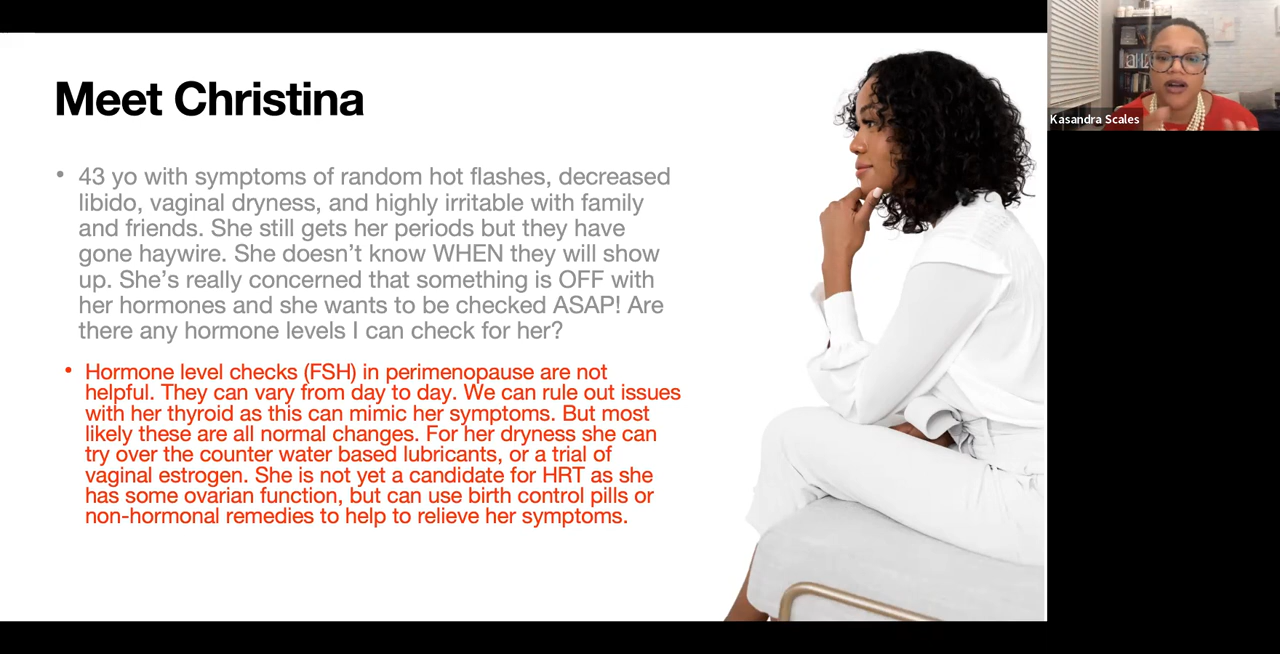 Meet Christina
Kasandra Scales
• 43 yo with symptoms of random hot flashes, decreased
libido, vaginal dryness, and highly irritable with family
and friends. She still gets her periods but they have
gone haywire. She doesn’t know WHEN they will show
up. She’s really concerned that something is OFF with
her hormones and she wants to be checked ASAP! Are
there any hormone levels I can check for her?
• Hormone level checks (FSH) in perimenopause are not
helpful. They can vary from day to day. We can rule out issues
with her thyroid as this can mimic her symptoms. But most
likely these are all normal changes. For her dryness she can
try over the counter water based lubricants, or a trial of
vaginal estrogen. She is not yet a candidate for HRT as she
has some ovarian function, but can use birth control pills or
non-hormonal remedies to help to relieve her symptoms.